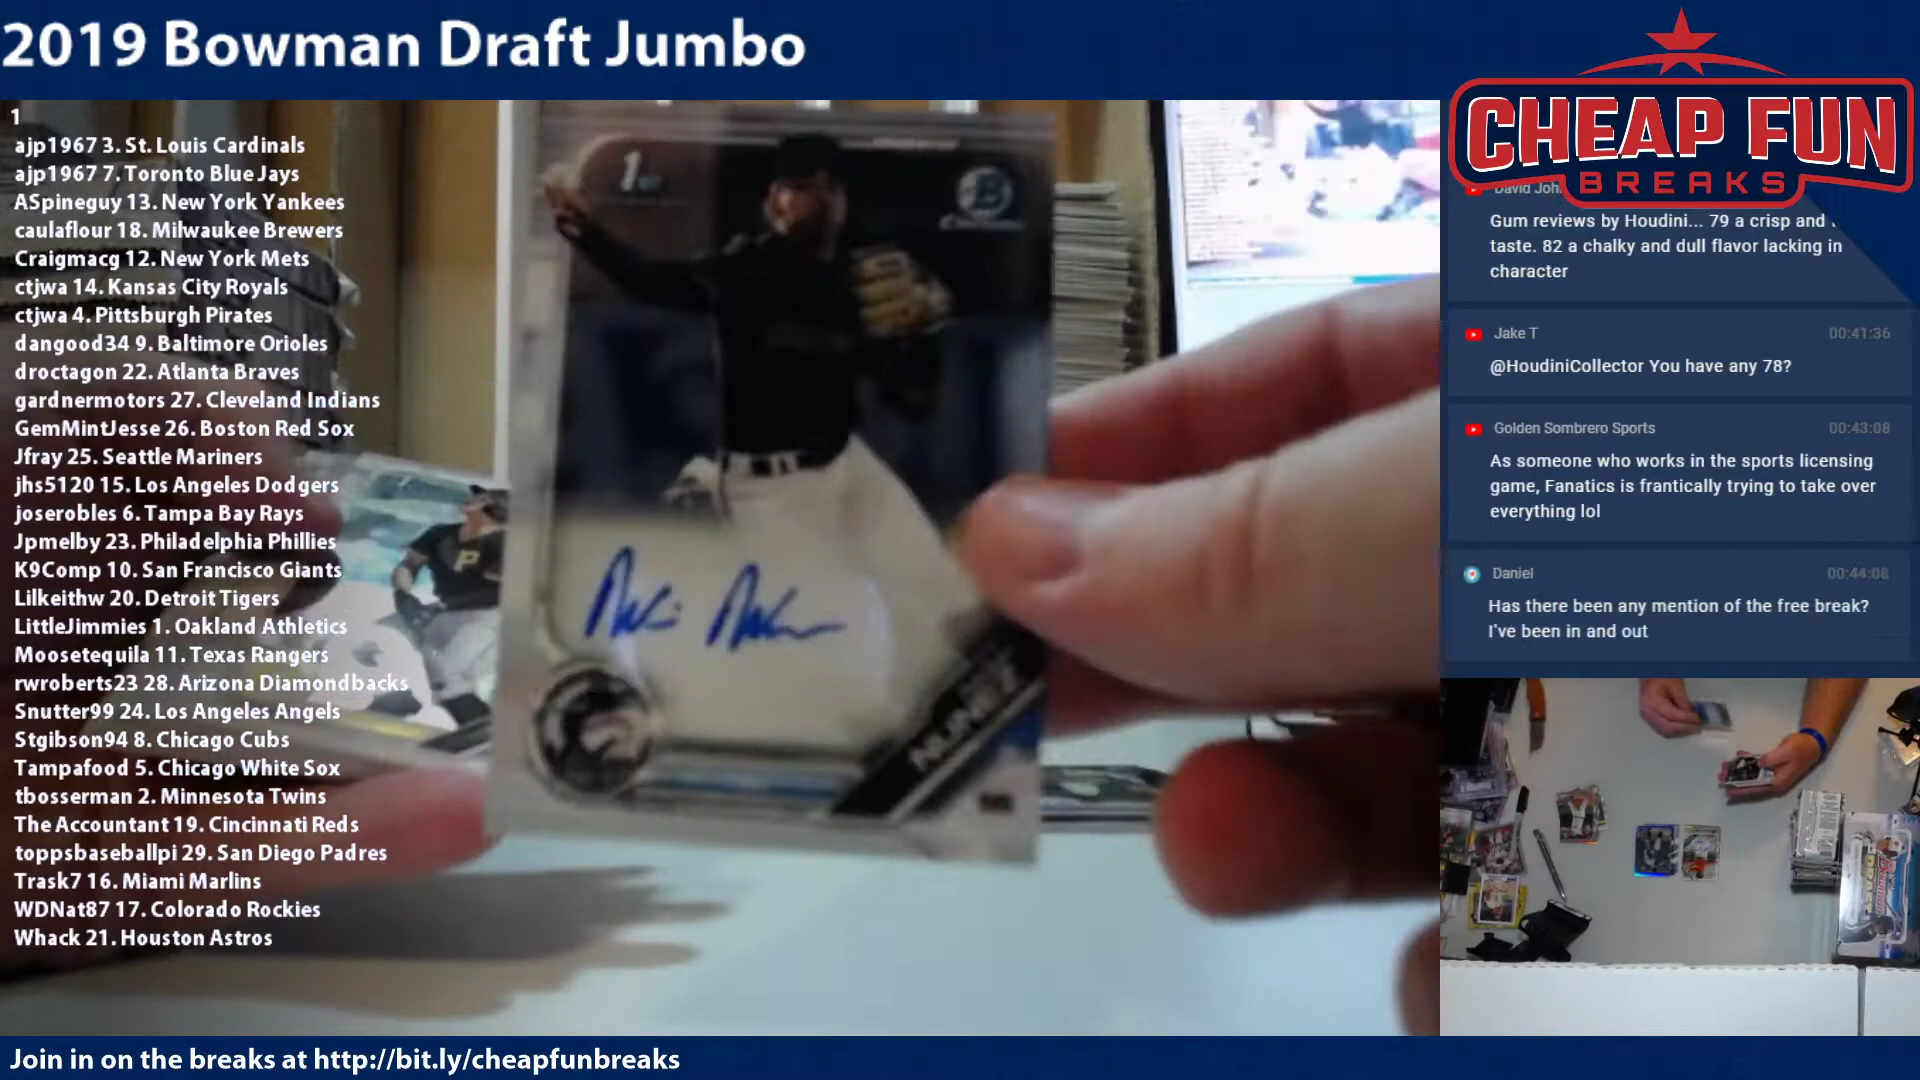 2019 Bowman Draft Jumbo
1
ajp1967 3. St. Louis Cardinals
ajp1967 7. Toronto Blue Jays
ASpineguy 13. New York Yankees
caulaflour 18. Milwaukee Brewers
Craigmacg 12. New York Mets
ctjwa 14. Kansas City Royals
ctjwa 4. Pittsburgh Pirates
dangood34 9. Baltimore Orioles
droctagon 22. Atlanta Braves
gardnermotors 27. Cleveland Indians
GemMintJesse 26. Boston Red Sox
Jfray 25. Seattle Mariners
jhs5120 15. Los Angeles Dodgers
joserobles 6. Tampa Bay Rays
Jpmelby 23. Philadelphia Phillies
K9Comp 10. San Francisco Giants
Lilkeithw 20. Detroit Tigers
LittleJimmies 1. Oakland Athletics
Moosetequila 11. Texas Rangers
rwroberts23 28. Arizona Diamondbacks
Snutter99 24. Los Angeles Angels
Stgibson94 8. Chicago Cubs
Tampafood 5. Chicago White Sox
tbosserman 2. Minnesota Twins
The Accountant 19. Cincinnati Reds
toppsbaseballpi 29. San Diego Padres
Trask7 16. Miami Marlins
WDNat87 17. Colorado Rockies
Whack 21. Houston Astros
1st
B
NUNEZ
P
CHEAP FUN
BREAKS
David
Gum reviews by Houdini... 79 a crisp and
taste. 82 a chalky and dull flavor lacking in
character
Jake T 00:41:36
@HoudiniCollector You have any 78?
Golden Sombrero Sports 00:43:08
As someone who works in the sports licensing
game, Fanatics is frantically trying to take over
everything lol
Daniel 00:44:08
Has there been any mention of the free break?
I've been in and out
Bowman
DRAFT
Join in on the breaks at http://bit.ly/cheapfunbreaks